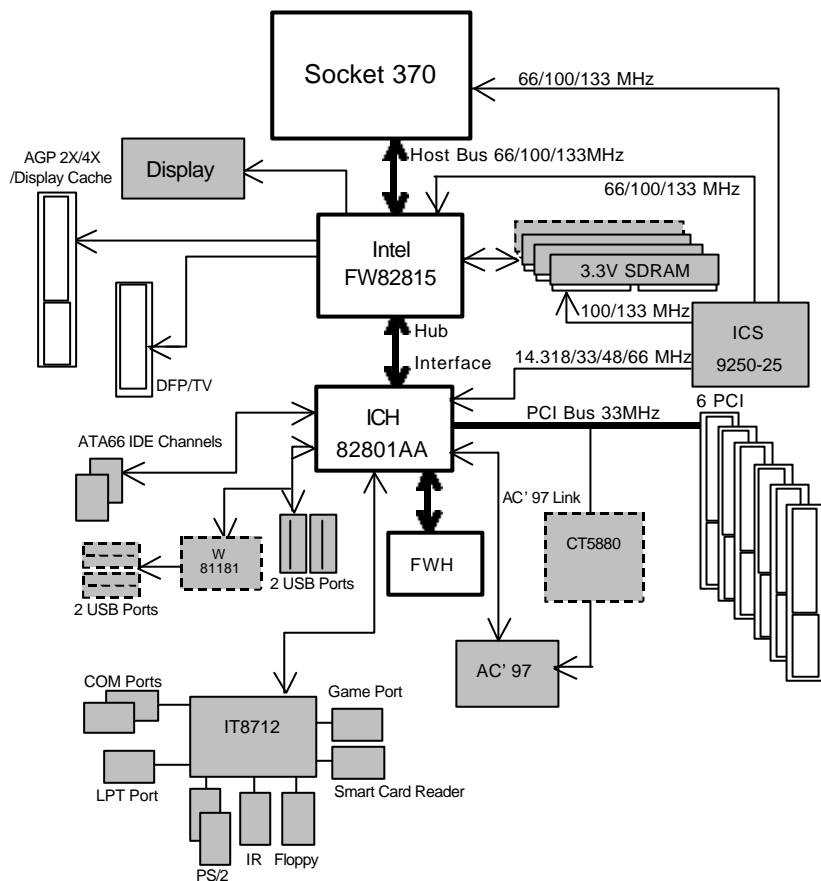 Socket 370
66/100/133 MHz
AGP 2X/4X
/Display Cache
Display
Host Bus 66/100/133MHz
66/100/133 MHz
Intel
FW82815
3.3V SDRAM
100/133 MHz
ICS
9250-25
DFP/TV
Hub
Interface
14.318/33/48/66 MHz
6 PCI
PCI Bus 33MHz
ICH
82801AA
ATA66 IDE Channels
AC' 97 Link
W
81181
2 USB Ports
2 USB Ports
FWH
CT5880
AC' 97
COM Ports
Game Port
IT8712
LPT Port
Smart Card Reader
PS/2
IR
Floppy